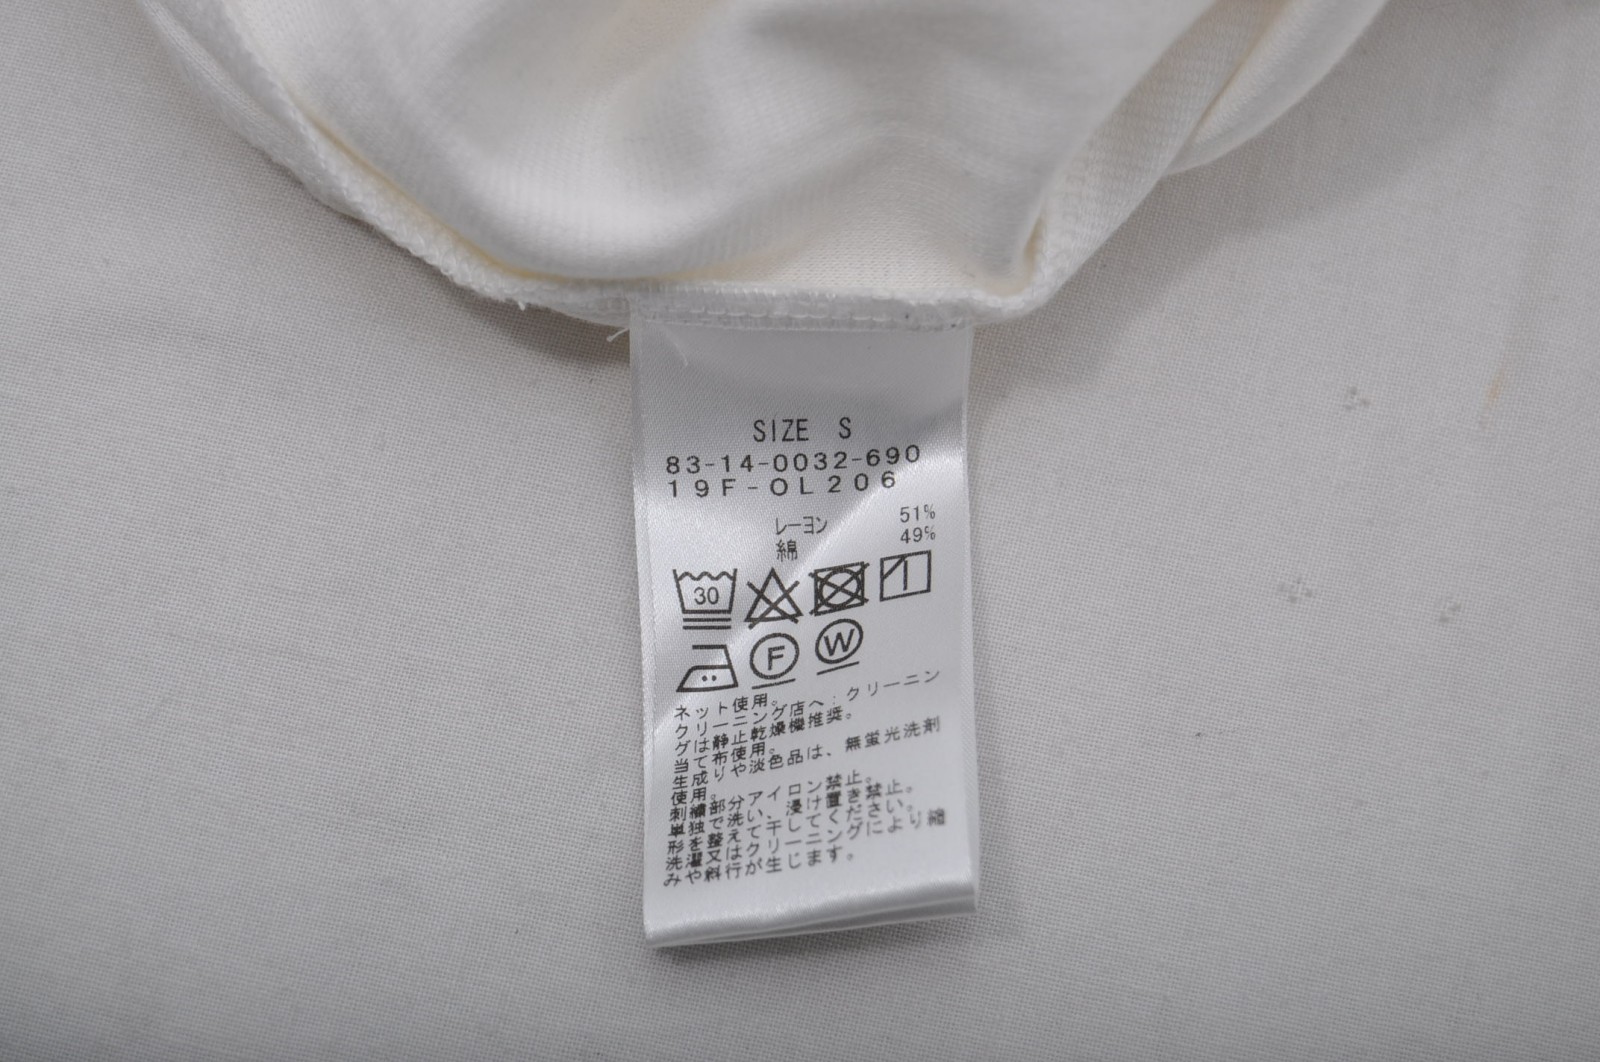 SIZE S
83-14-0032-690
19F-OL206
レーヨン 51%
綿 49%
30
F W
ネット使用。
クリーニング店へ：クリーニン
グは静止乾燥機推奨。
当て布使用。
生成りや淡色品は、無蛍光洗剤
使用。
刺繍部分アイロン禁止。
単独で洗い、浸け置き禁止。
形を整えて干してください。
洗濯又はクリーニングにより縮
みや斜行が生じます。